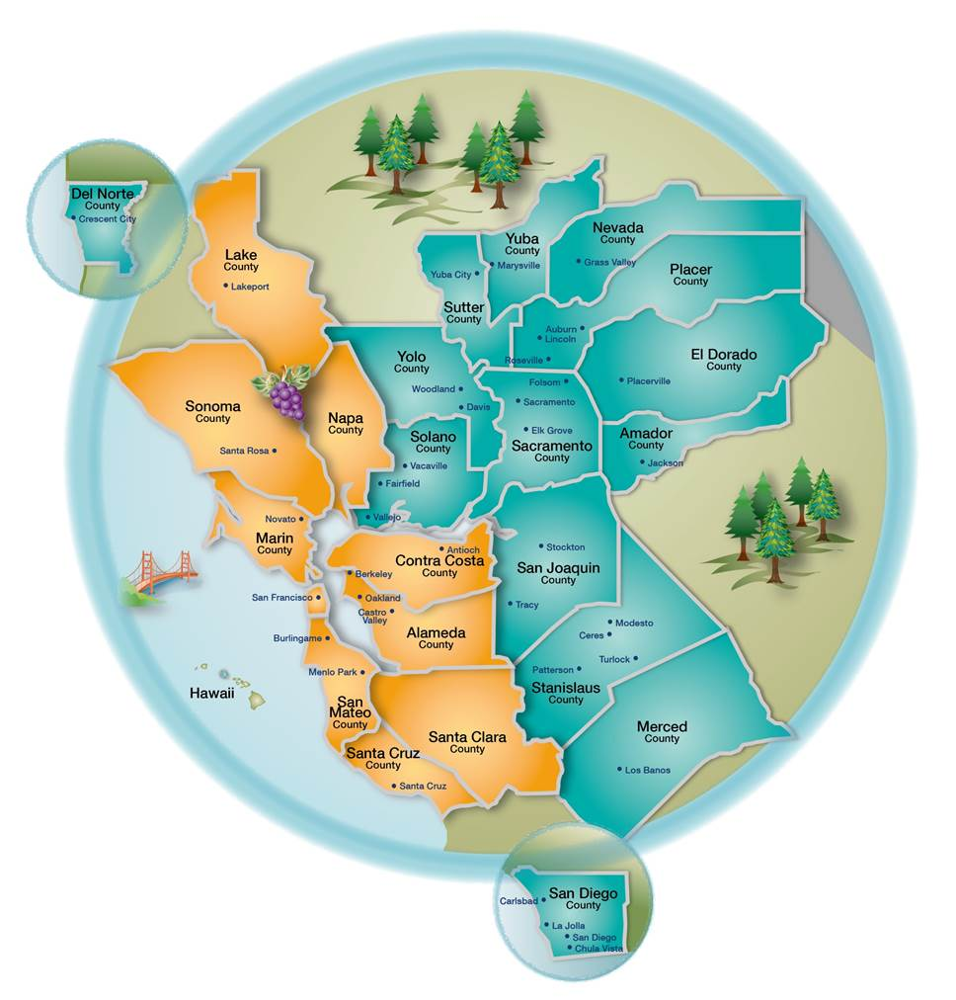 Del Norte
County
Crescent City
Lake
County
Lakeport
Yuba
County
Marysville
Nevada
County
Grass Valley
Placer
County
Yuba City
Sutter
County
Auburn
Lincoln
Roseville
El Dorado
County
Placerville
Yolo
County
Woodland
Davis
Folsom
Sacramento
Elk Grove
Sacramento
County
Amador
County
Jackson
Sonoma
County
Santa Rosa
Napa
County
Solano
County
Vacaville
Fairfield
Vallejo
Novato
Marin
County
Antioch
Contra Costa
County
Berkeley
Stockton
San Joaquin
County
Tracy
San Francisco
Oakland
Castro
Valley
Alameda
County
Burlingame
Menlo Park
Modesto
Ceres
Turlock
Patterson
Stanislaus
County
Hawaii
San
Mateo
County
Santa Clara
County
Merced
County
Los Banos
Santa Cruz
County
Santa Cruz
San Diego
County
Carlsbad
La Jolla
San Diego
Chula Vista